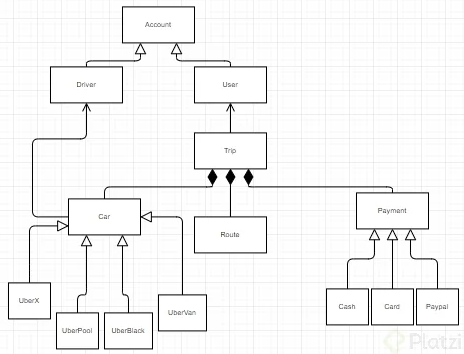 Account
Driver
User
Trip
Car
Route
Payment
UberX
UberPool
UberBlack
UberVan
Cash
Card
Paypal
Platzi